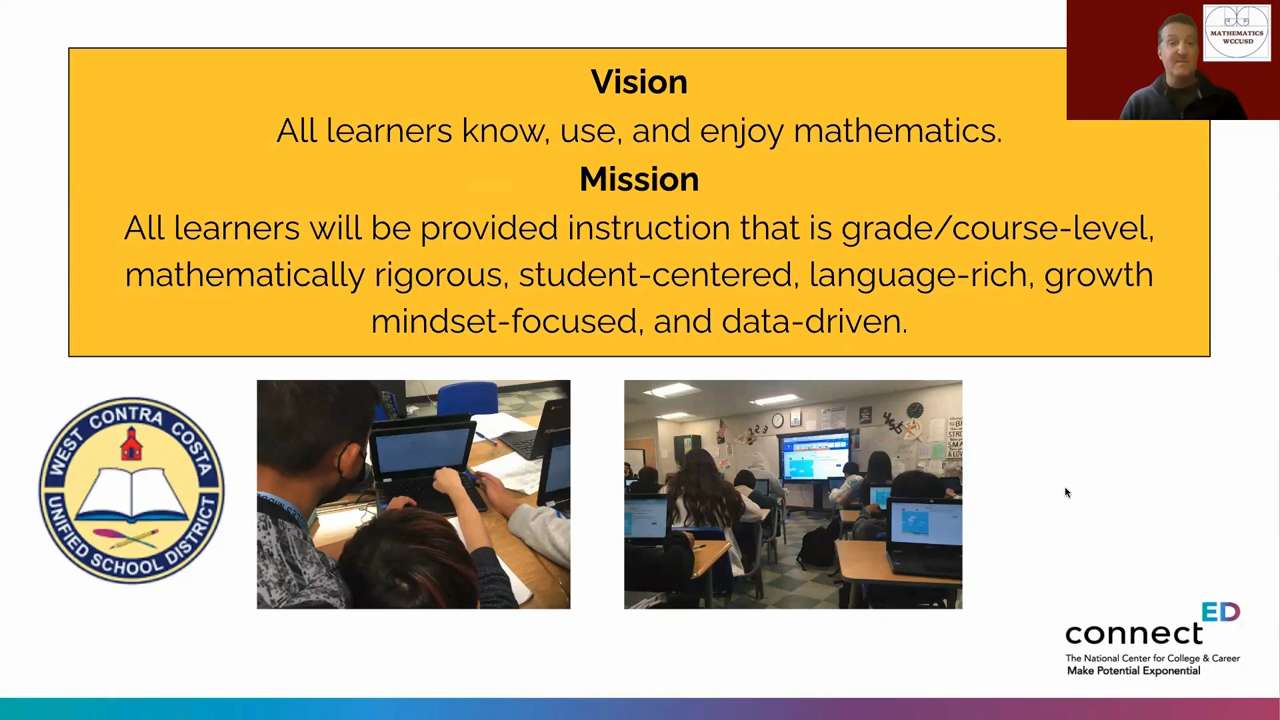 MATHEMATICS
WCCUSD
Vision
All learners know, use, and enjoy mathematics.
Mission
All learners will be provided instruction that is grade/course-level,
mathematically rigorous, student-centered, language-rich, growth
mindset-focused, and data-driven.
WEST CONTRA COSTA
UNIFIED SCHOOL DISTRICT
connectED
The National Center for College & Career
Make Potential Exponential